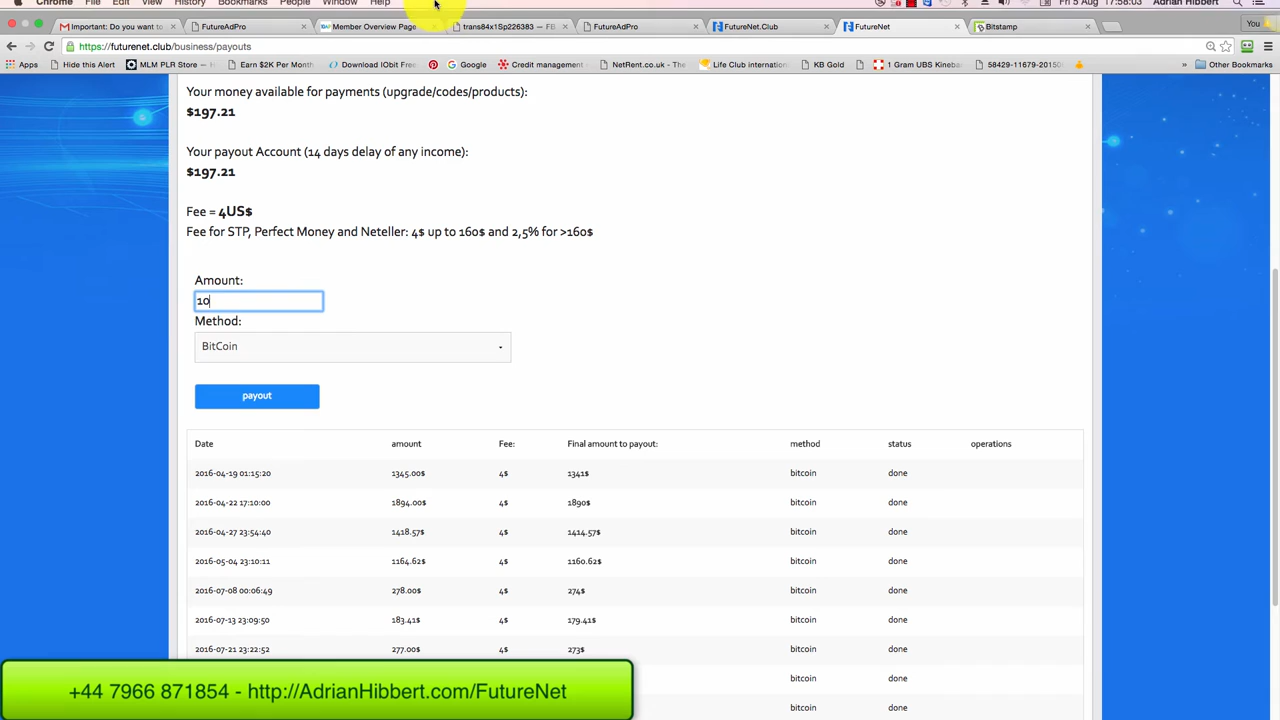 Chrome File Edit View History Bookmarks People Window Help Fri 5 Aug 17:58:03 Adrian Hibbert
Important: Do you want to FutureAdPro Member Overview Page trans84x1Sp226383 — FB FutureAdPro FutureNet.Club FutureNet Bitstamp You
https://futurenet.club/business/payouts
Apps Hide this Alert MLM PLR Store — Earn $2K Per Month Download IObit Free Google Credit management NetRent.co.uk - The Life Club internation KB Gold 1 Gram UBS Kineba 58429-11679-20150 » Other Bookmarks
Your money available for payments (upgrade/codes/products):
$197.21
Your payout Account (14 days delay of any income):
$197.21
Fee = 4US$
Fee for STP, Perfect Money and Neteller: 4$ up to 160$ and 2,5% for >160$
Amount:
10
Method:
BitCoin
payout
Date amount Fee: Final amount to payout: method status operations
2016-04-19 01:15:20 1345.00$ 4$ 1341$ bitcoin done
2016-04-22 17:10:00 1894.00$ 4$ 1890$ bitcoin done
2016-04-27 23:54:40 1418.57$ 4$ 1414.57$ bitcoin done
2016-05-04 23:10:11 1164.62$ 4$ 1160.62$ bitcoin done
2016-07-08 00:06:49 278.00$ 4$ 274$ bitcoin done
2016-07-13 23:09:50 183.41$ 4$ 179.41$ bitcoin done
2016-07-21 23:22:52 277.00$ 4$ 273$ bitcoin done
bitcoin done
bitcoin done
+44 7966 871854 - http://AdrianHibbert.com/FutureNet